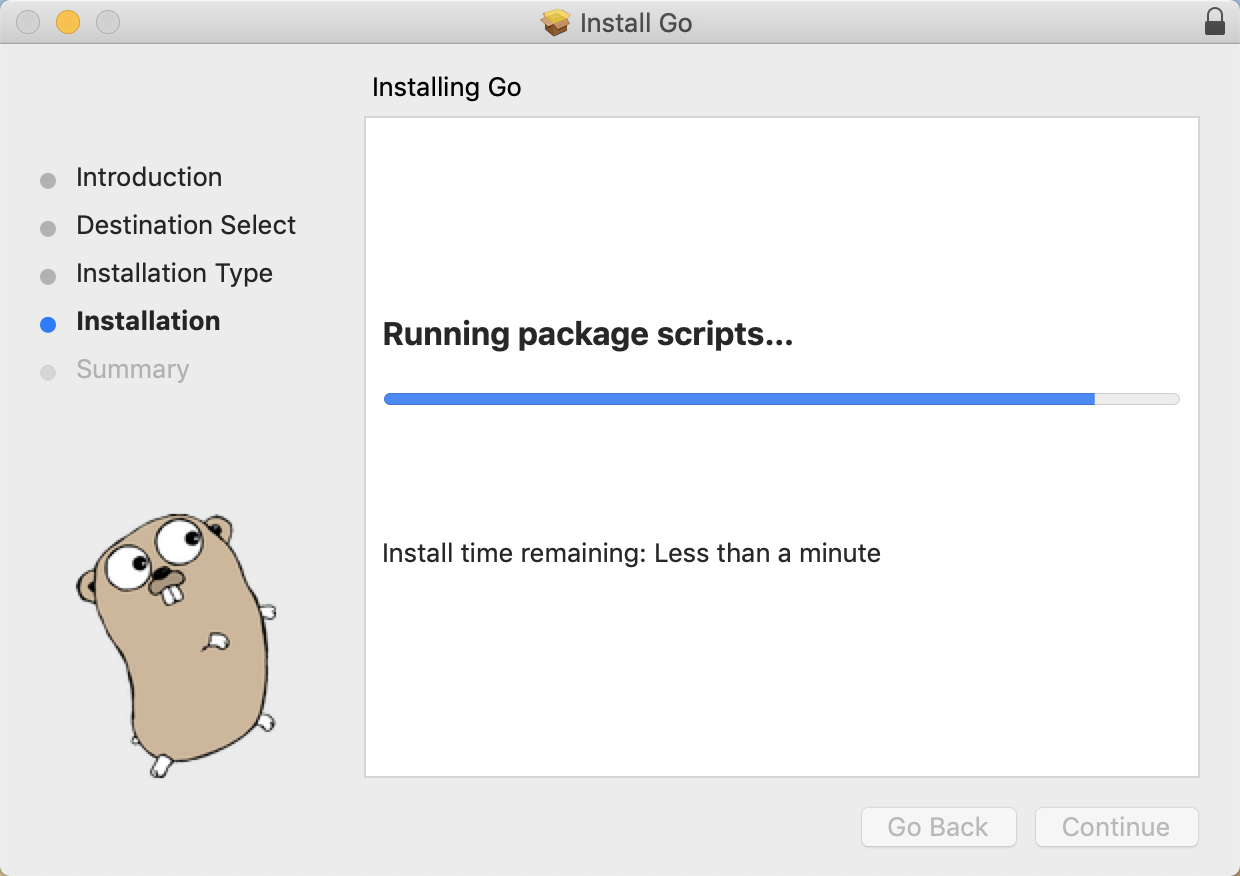 Install Go
Installing Go
Introduction
Destination Select
Installation Type
Installation
Summary
Running package scripts...
Install time remaining: Less than a minute
Go Back
Continue